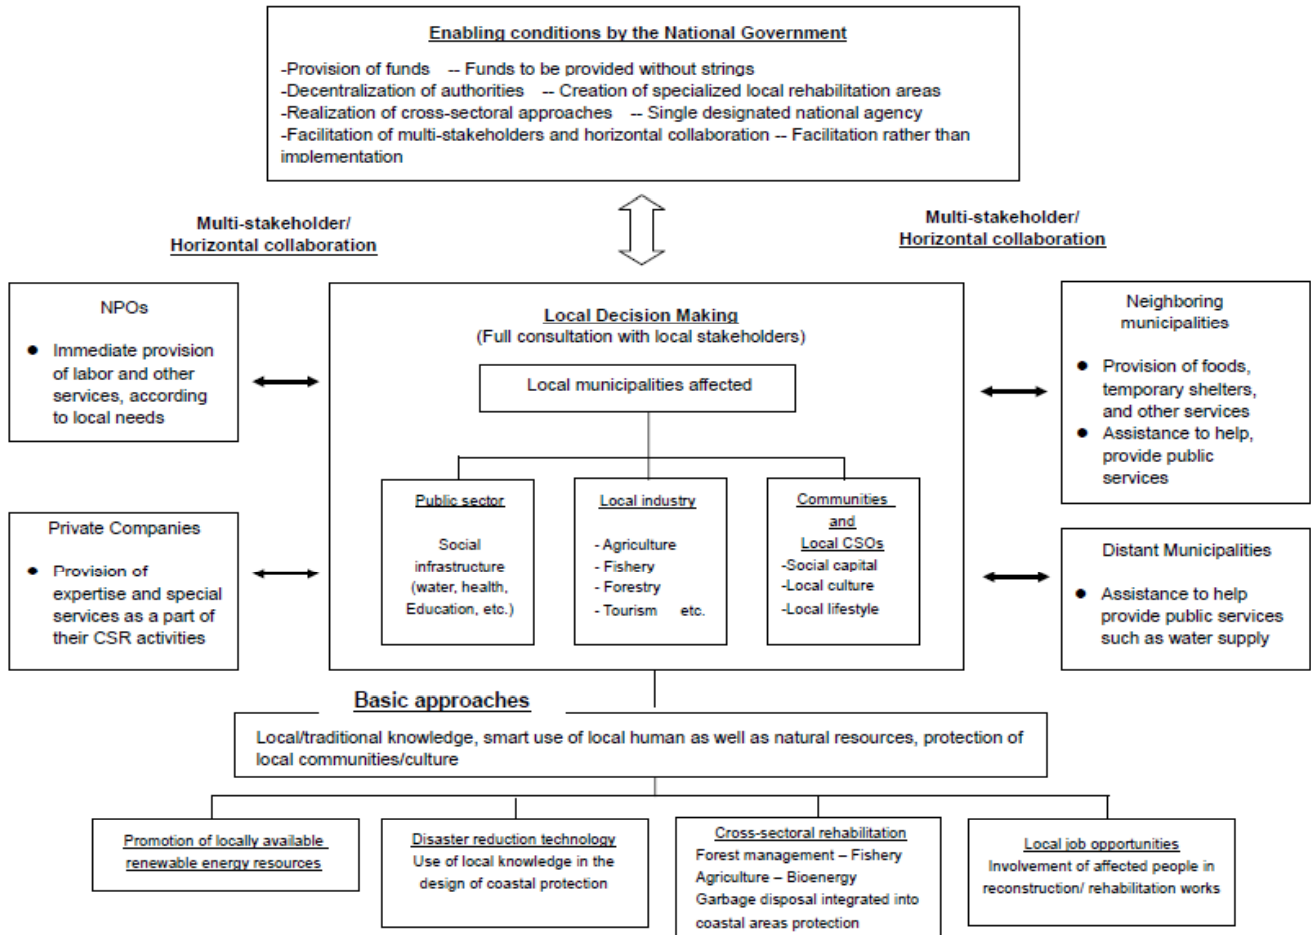 Enabling conditions by the National Government
-Provision of funds -- Funds to be provided without strings
-Decentralization of authorities -- Creation of specialized local rehabilitation areas
-Realization of cross-sectoral approaches -- Single designated national agency
-Facilitation of multi-stakeholders and horizontal collaboration -- Facilitation rather than
implementation
Multi-stakeholder/
Horizontal collaboration
Multi-stakeholder/
Horizontal collaboration
NPOs
● Immediate provision
of labor and other
services, according
to local needs
Private Companies
● Provision of
expertise and special
services as a part of
their CSR activities
Local Decision Making
(Full consultation with local stakeholders)
Local municipalities affected
Public sector
Social
infrastructure
(water, health,
Education, etc.)
Local industry
- Agriculture
- Fishery
- Forestry
- Tourism etc.
Communities
and
Local CSOs
-Social capital
-Local culture
-Local lifestyle
Neighboring
municipalities
● Provision of foods,
temporary shelters,
and other services
● Assistance to help,
provide public
services
Distant Municipalities
● Assistance to help
provide public services
such as water supply
Basic approaches
Local/traditional knowledge, smart use of local human as well as natural resources, protection of
local communities/culture
Promotion of locally available
renewable energy resources
Disaster reduction technology
Use of local knowledge in the
design of coastal protection
Cross-sectoral rehabilitation
Forest management – Fishery
Agriculture – Bioenergy
Garbage disposal integrated into
coastal areas protection
Local job opportunities
Involvement of affected people in
reconstruction/ rehabilitation works